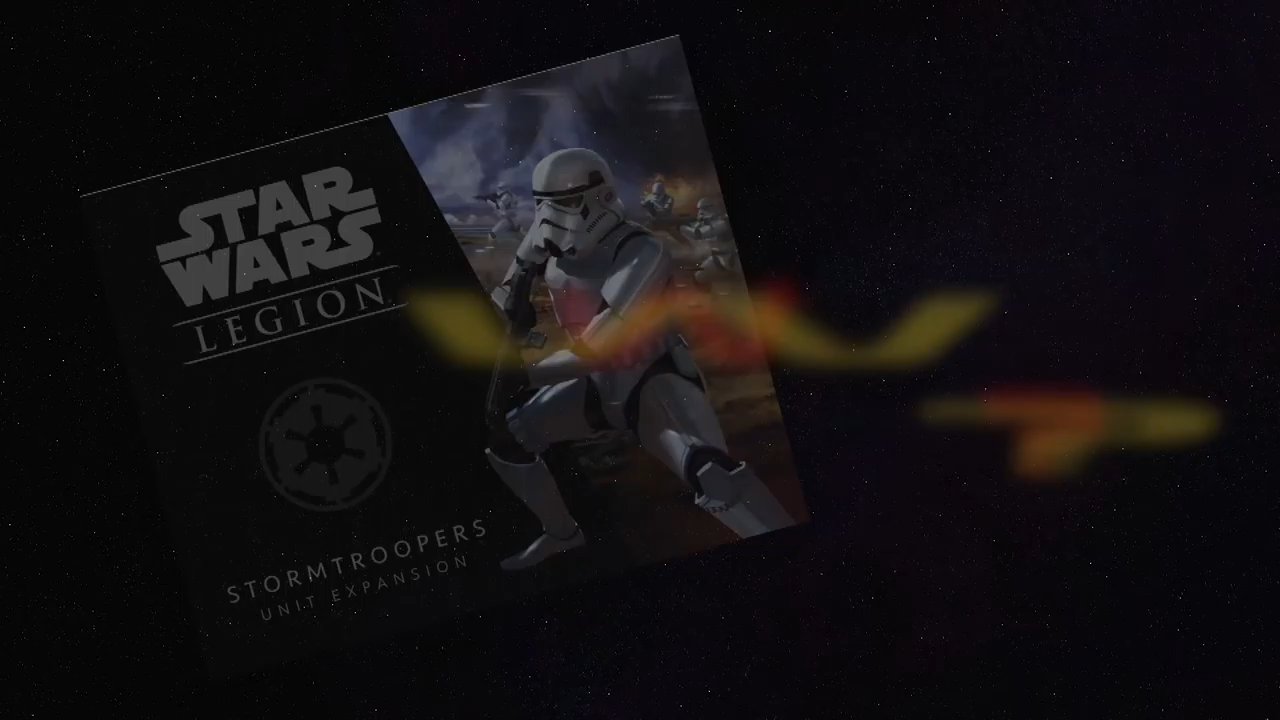 STAR
WARS
LEGION
STORMTROOPERS
UNIT EXPANSION